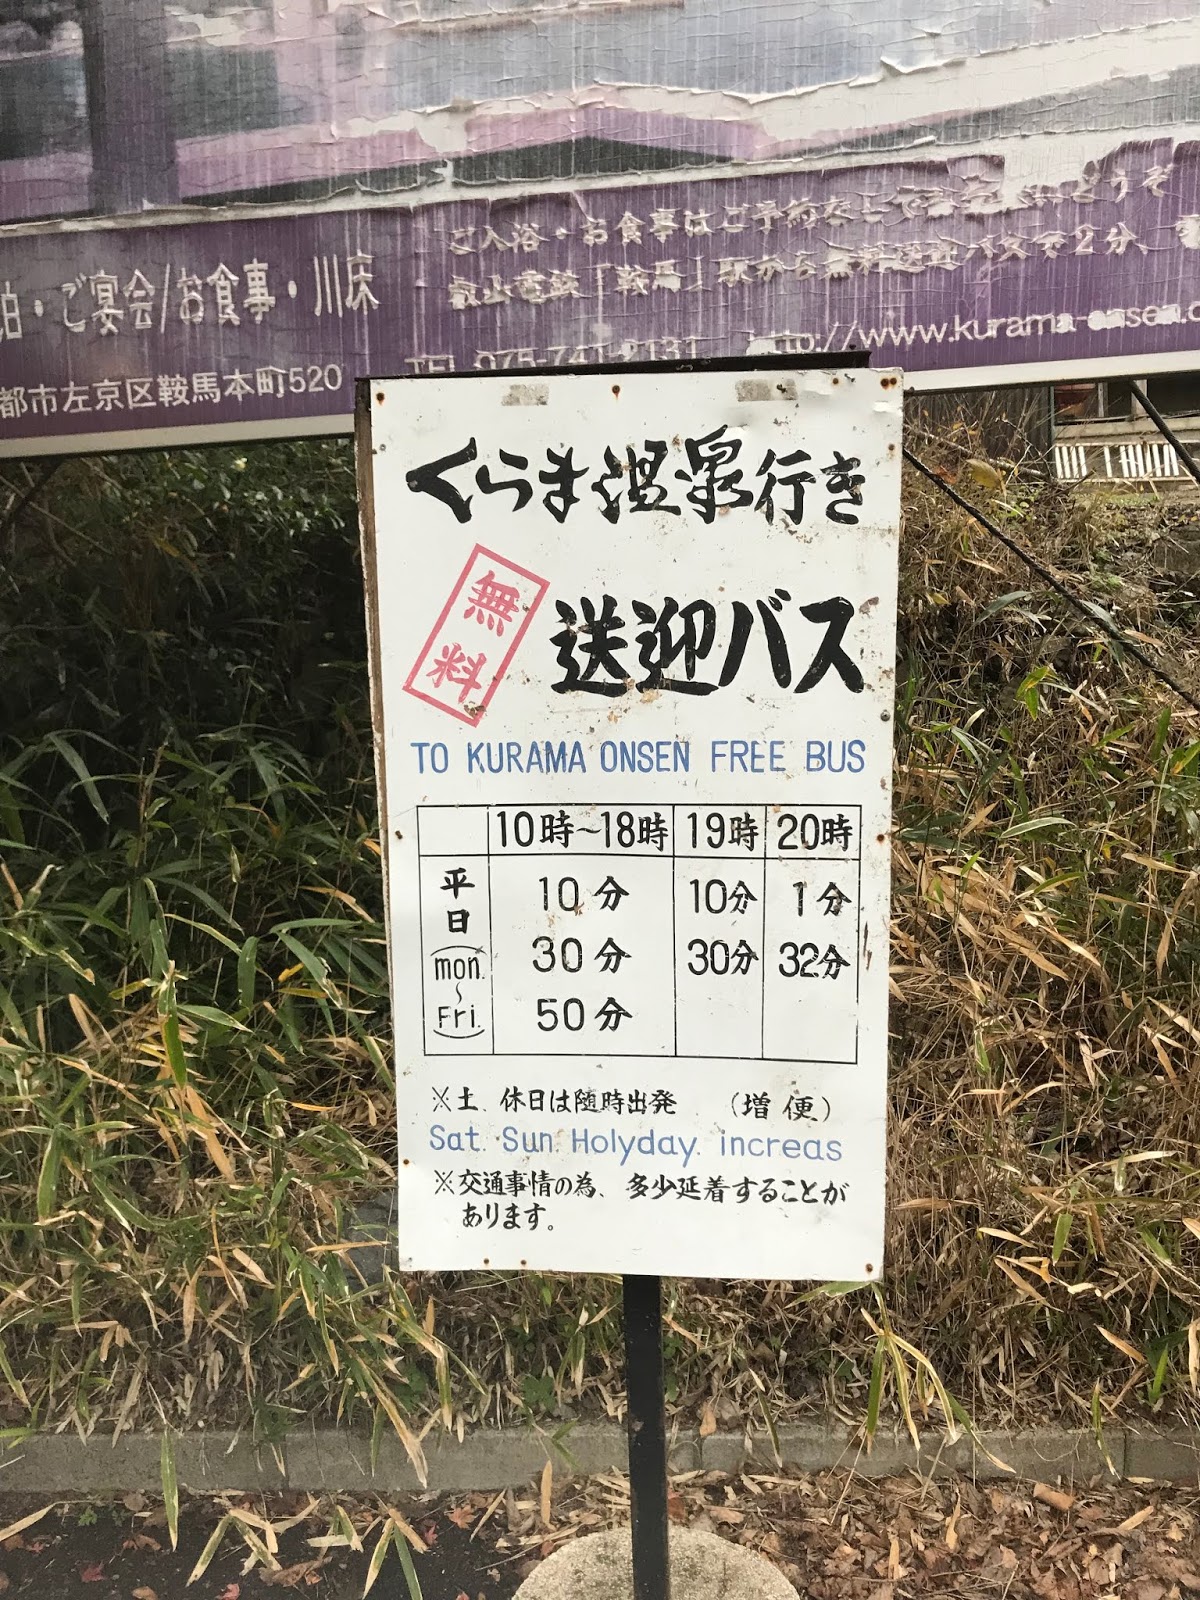 ご入浴・お食事はご予約なしで
どうぞ
叡山電鉄「鞍馬」駅から無料送迎バスで2分、
泊・ご宴会/お食事・川床
TEL 075-741-2131
http://www.kurama-onsen.c
都市左京区鞍馬本町520
くらま温泉行き
無料
送迎バス
TO KURAMA ONSEN FREE BUS
10時~18時 19時 20時
平日(mon.~Fri.)
10分 10分 1分
30分 30分 32分
50分
※土、休日は随時出発 (増便)
Sat. Sun. Holyday. increas
※交通事情の為、多少延着することが
あります。